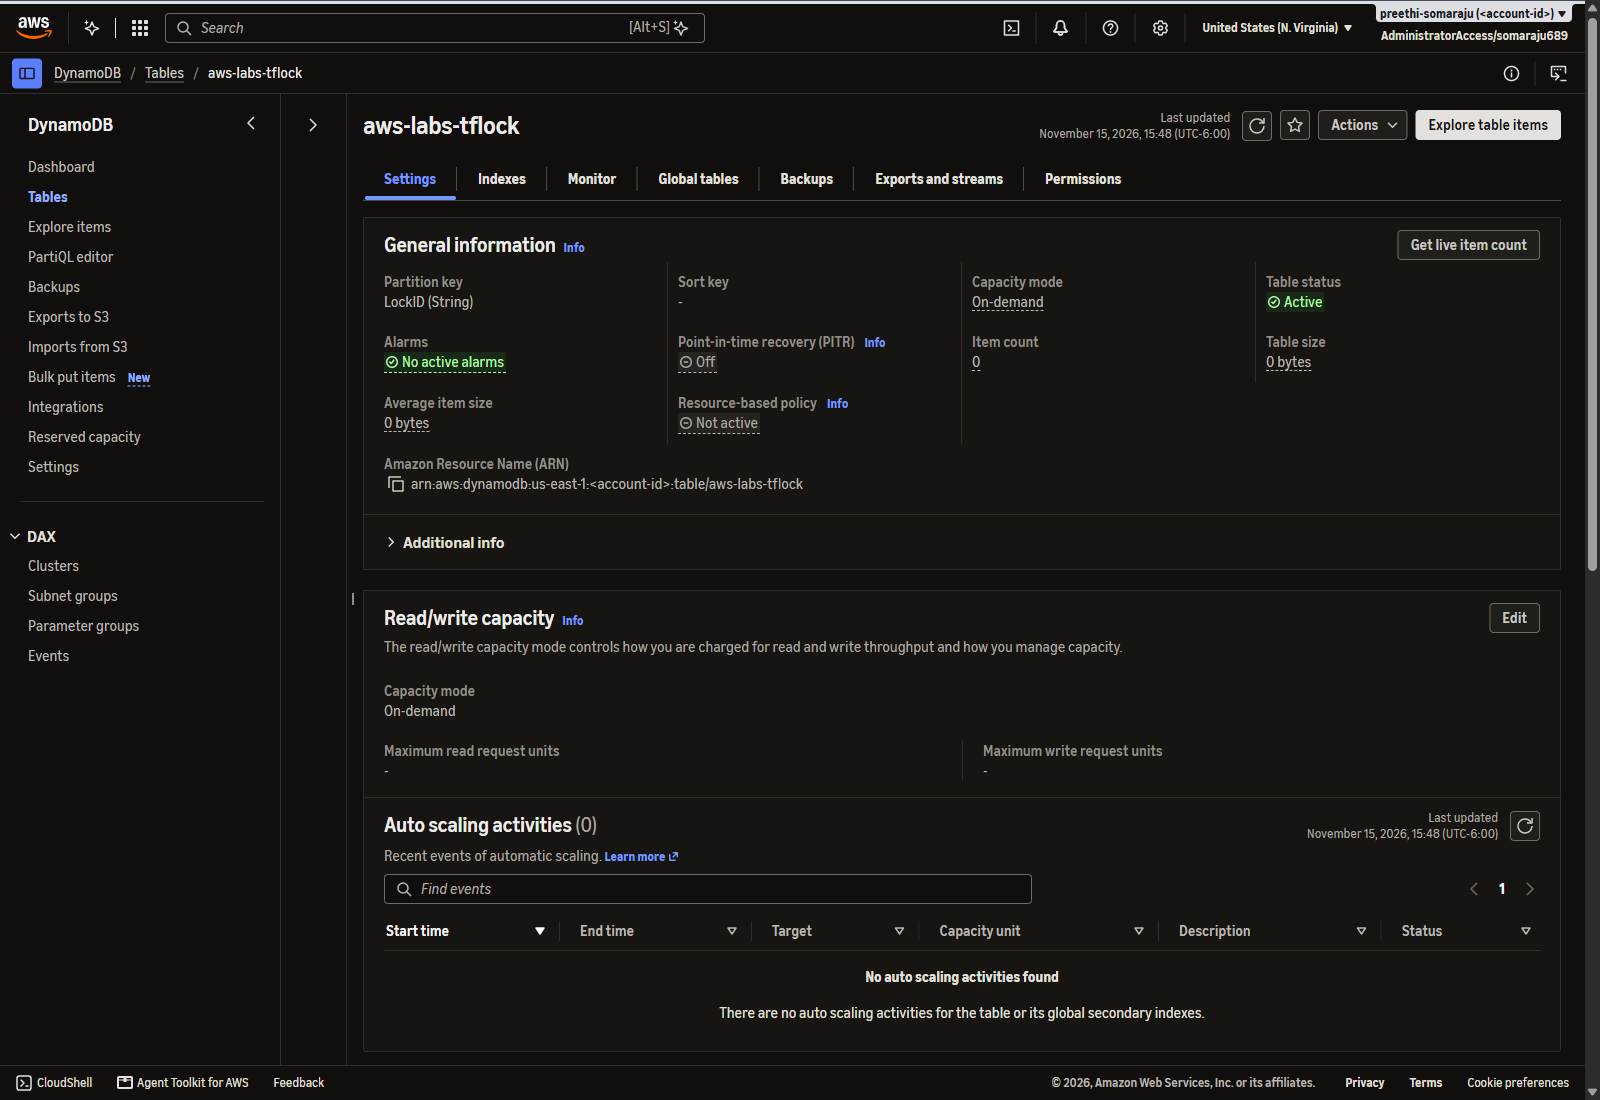 aws
Search [Alt+S]
United States (N. Virginia)
preethi-somaraju (<account-id>)
AdministratorAccess/somaraju689
DynamoDB / Tables / aws-labs-tflock
DynamoDB
Dashboard
Tables
Explore items
PartiQL editor
Backups
Exports to S3
Imports from S3
Bulk put items New
Integrations
Reserved capacity
Settings
DAX
Clusters
Subnet groups
Parameter groups
Events
aws-labs-tflock
Last updated
November 15, 2026, 15:48 (UTC-6:00)
Actions
Explore table items
Settings
Indexes
Monitor
Global tables
Backups
Exports and streams
Permissions
General information Info
Get live item count
Partition key
LockID (String)
Sort key
-
Capacity mode
On-demand
Table status
Active
Alarms
No active alarms
Point-in-time recovery (PITR) Info
Off
Item count
0
Table size
0 bytes
Average item size
0 bytes
Resource-based policy Info
Not active
Amazon Resource Name (ARN)
arn:aws:dynamodb:us-east-1:<account-id>:table/aws-labs-tflock
Additional info
Read/write capacity Info
Edit
The read/write capacity mode controls how you are charged for read and write throughput and how you manage capacity.
Capacity mode
On-demand
Maximum read request units
-
Maximum write request units
-
Auto scaling activities (0)
Last updated
November 15, 2026, 15:48 (UTC-6:00)
Recent events of automatic scaling. Learn more
Find events
1
Start time
End time
Target
Capacity unit
Description
Status
No auto scaling activities found
There are no auto scaling activities for the table or its global secondary indexes.
CloudShell
Agent Toolkit for AWS
Feedback
© 2026, Amazon Web Services, Inc. or its affiliates.
Privacy
Terms
Cookie preferences